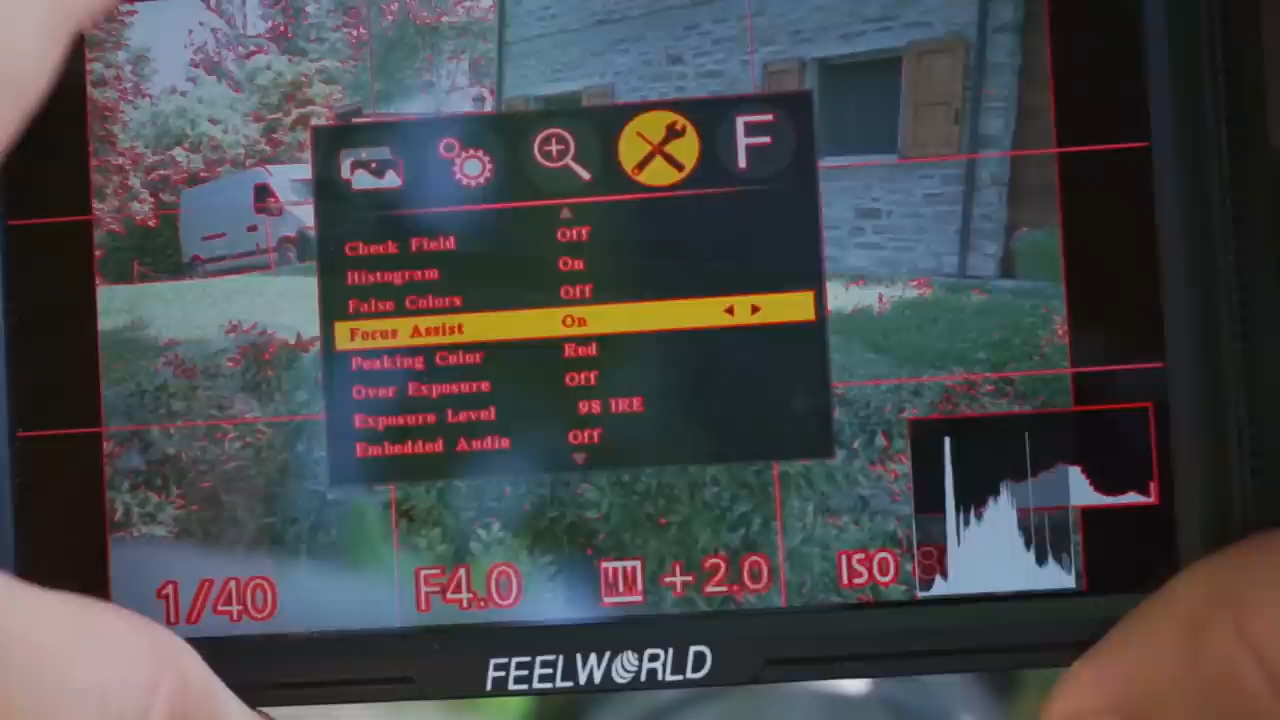 F
Check Field Off
Histogram On
False Colors Off
Focus Assist On
Peaking Color Red
Over Exposure Off
Exposure Level 98 IRE
Embedded Audio Off
1/40 F4.0 MM +2.0 ISO
FEELWORLD